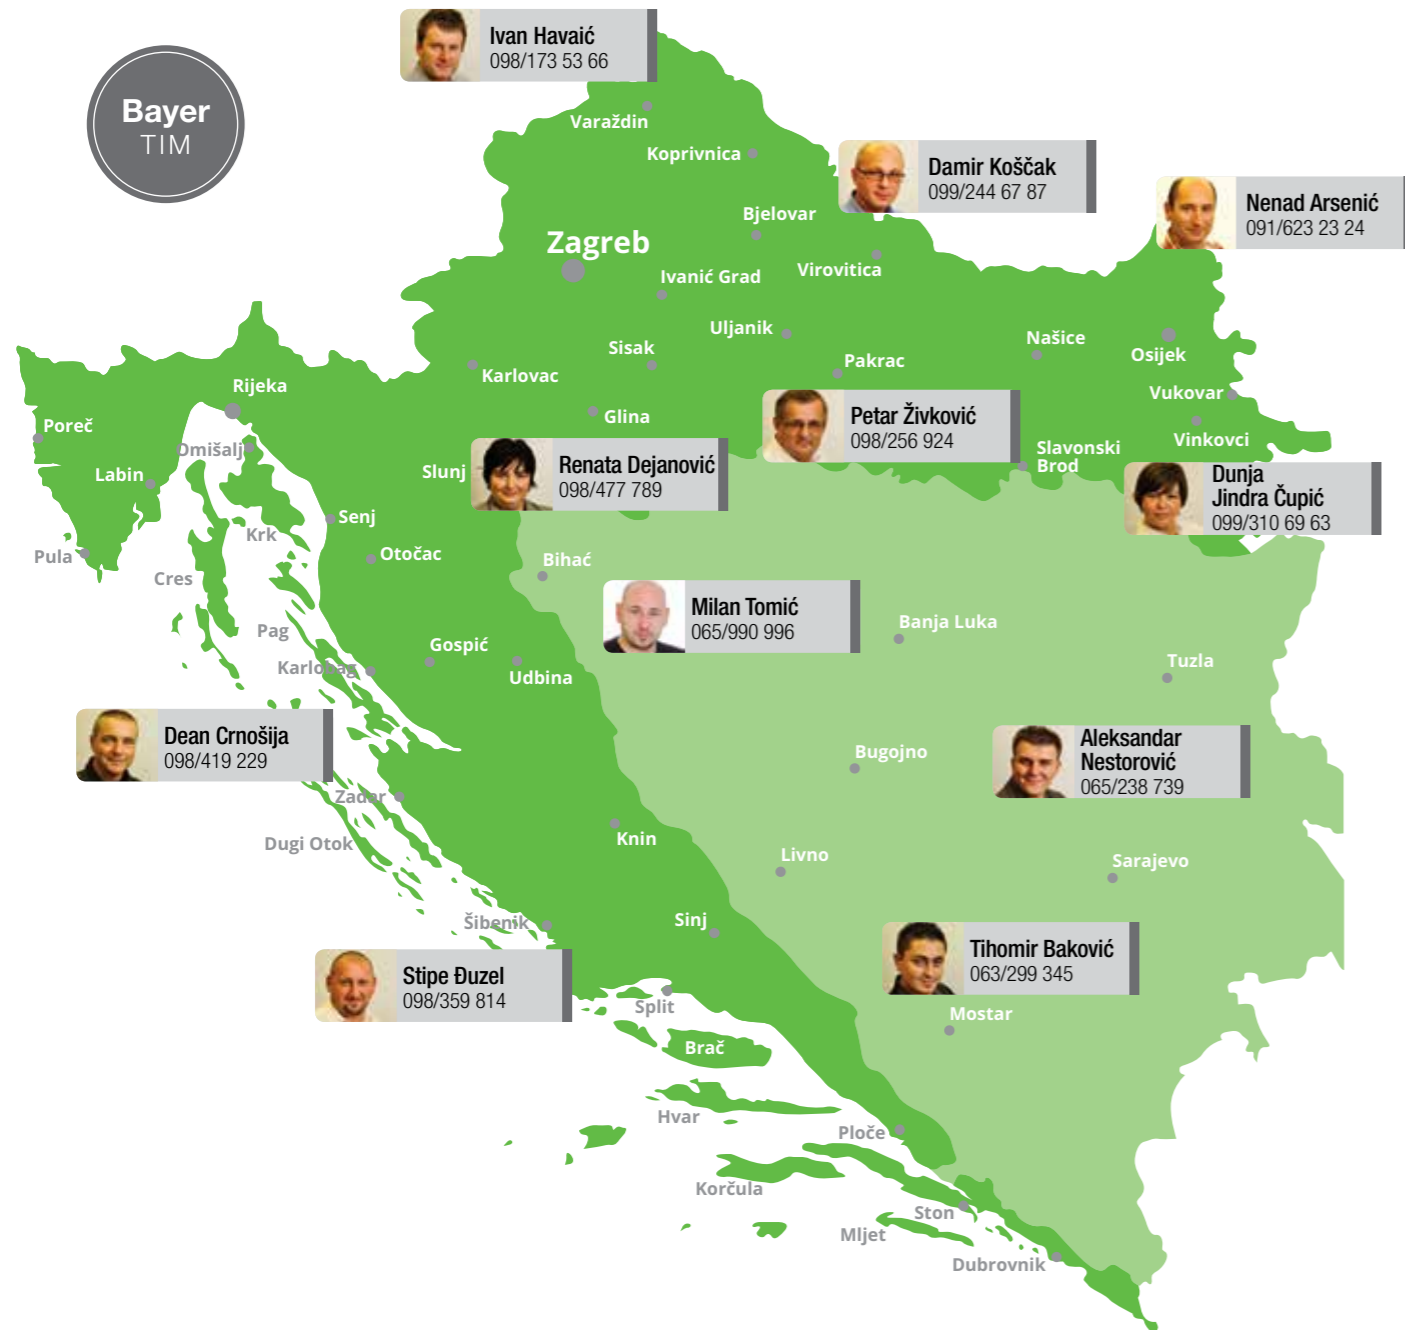 Ivan Havaić
098/173 53 66
Bayer
TIM
Varaždin
Koprivnica
Damir Koščak
099/244 67 87
Nenad Arsenić
091/623 23 24
Bjelovar
Zagreb
Virovitica
Ivanić Grad
Uljanik
Našice
Osijek
Sisak
Pakrac
Karlovac
Rijeka
Vukovar
Glina
Petar Živković
098/256 924
Poreč
Vinkovci
Omišalj
Slavonski
Brod
Labin
Slunj
Renata Dejanović
098/477 789
Dunja
Jindra Čupić
099/310 69 63
Senj
Krk
Otočac
Pula
Bihać
Cres
Milan Tomić
065/990 996
Banja Luka
Pag
Gospić
Karlobag
Udbina
Tuzla
Dean Crnošija
098/419 229
Bugojno
Aleksandar
Nestorović
065/238 739
Zadar
Dugi Otok
Knin
Livno
Sarajevo
Šibenik
Sinj
Tihomir Baković
063/299 345
Stipe Đuzel
098/359 814
Split
Mostar
Brač
Hvar
Ploče
Korčula
Ston
Mljet
Dubrovnik